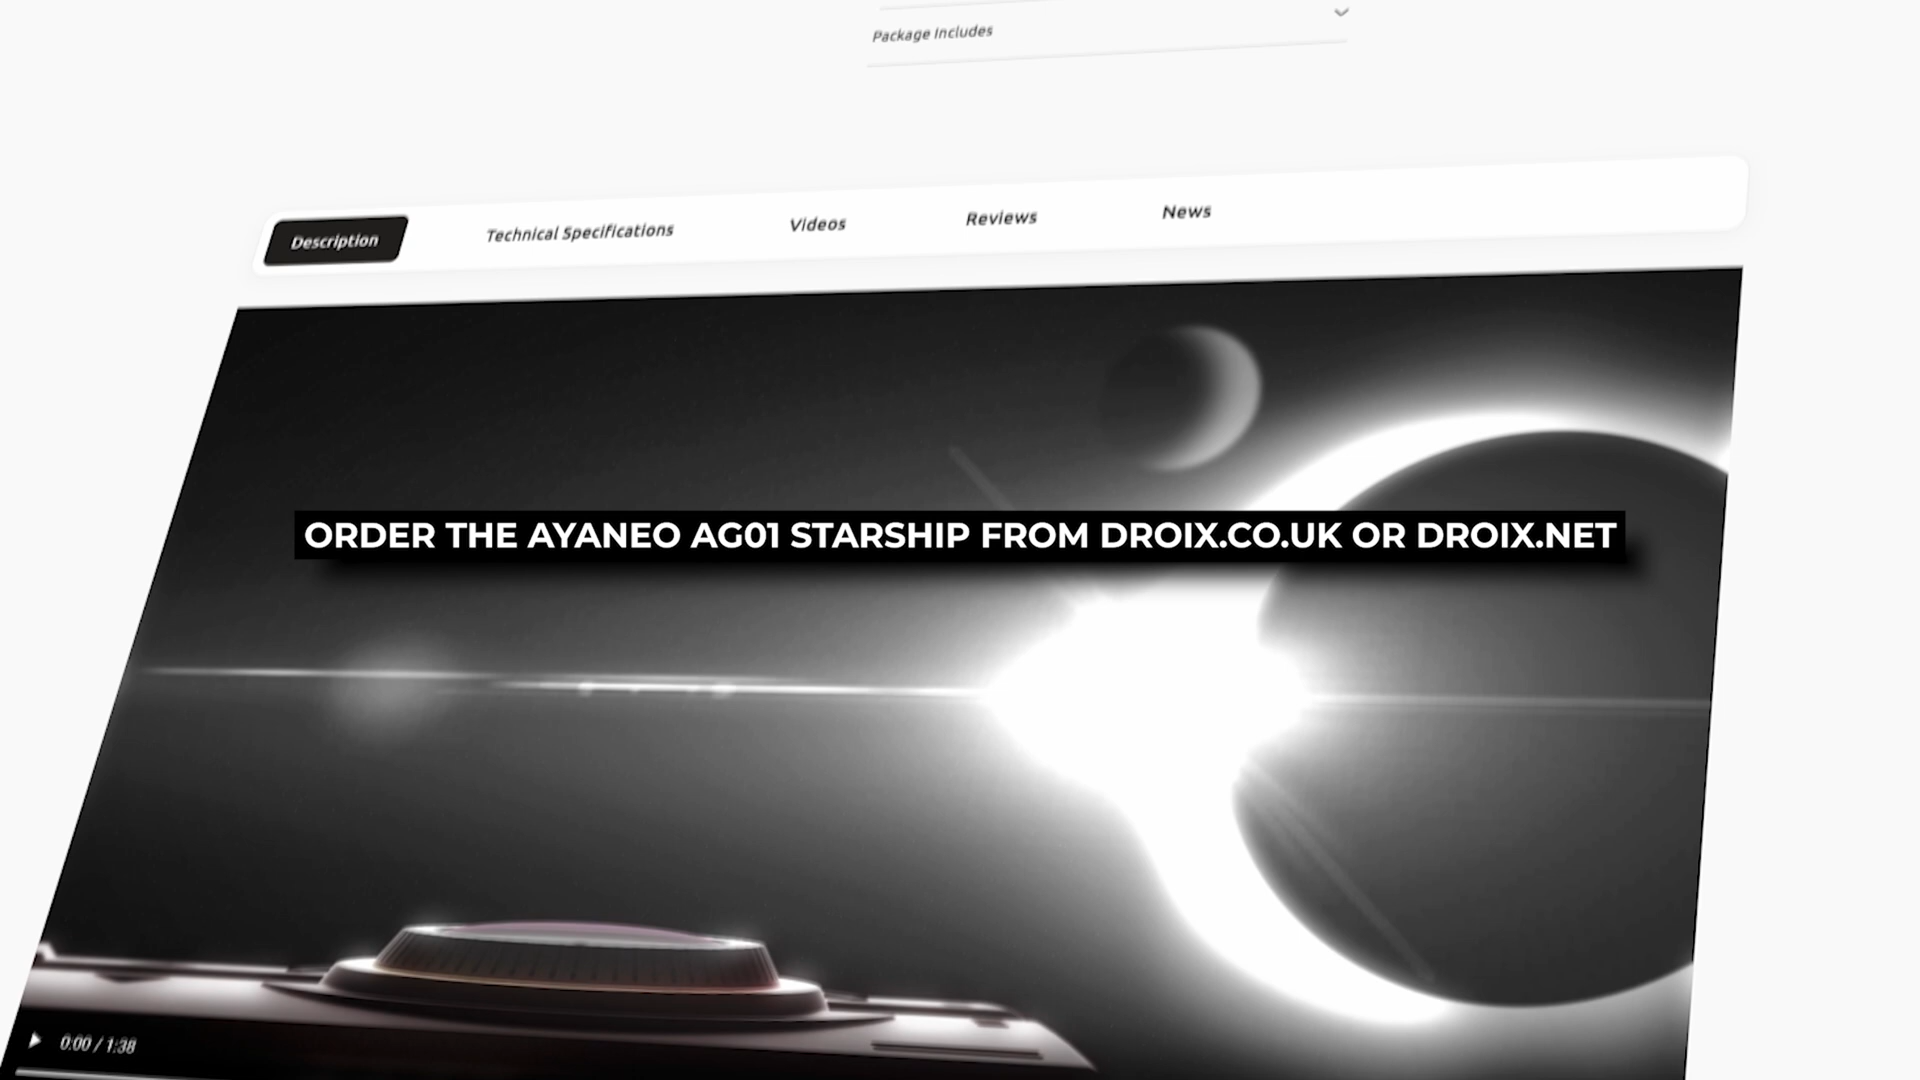 Package Includes
Description
Technical Specifications
Videos
Reviews
News
ORDER THE AYANEO AG01 STARSHIP FROM DROIX.CO.UK OR DROIX.NET
0:00 / 1:38